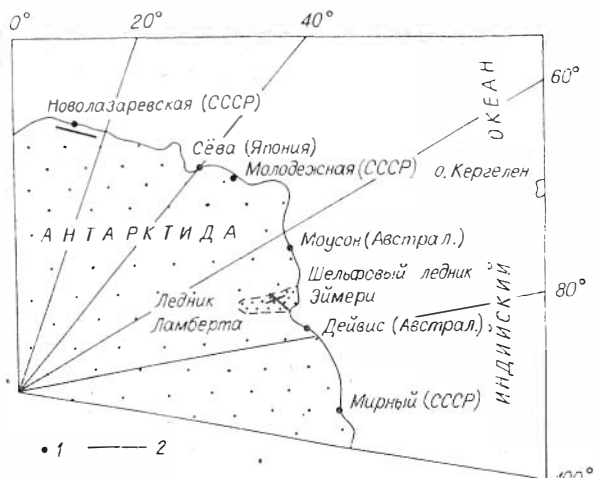 0° 20° 40°
60°
Новолазаревская (СССР)
Сёва (Япония)
Молодежная (СССР)
о. Кергелен
АНТАРКТИДА
Моусон (Австрал.)
Шельфовый ледник
Эймери
Ледник
Ламберта
80°
Дейвис (Австрал.)
ИНДИЙСКИЙ ОКЕАН
Мирный (СССР)
1 2
100°